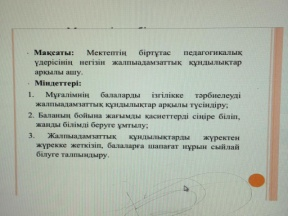 Мақсаты: Мектептің біртұтас педагогикалық
үдерісінің негізін жалпыадамзаттық құндылықтар
арқылы ашу.
Міндеттері:
1. Мұғалімнің балаларды ізгілікке тәрбиелеуді
жалпыадамзаттық құндылықтар арқылы түсіндіру;
2. Баланың бойына жағымды қасиеттерді сіңіре біліп,
жанды білімді беруге ұмтылу;
3. Жалпыадамзаттық құндылықтарды жүректен
жүрекке жеткізіп, балаларға шапағат нұрын сыйлай
білуге талпындыру.